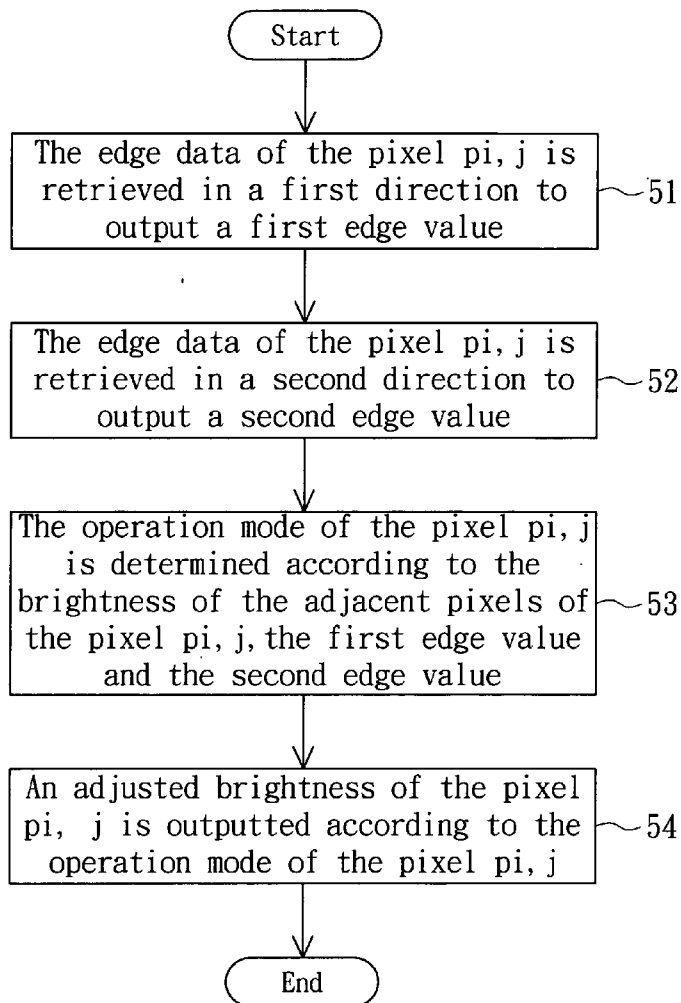 Start
The edge data of the pixel pi, j is
retrieved in a first direction to
output a first edge value
51
The edge data of the pixel pi, j is
retrieved in a second direction to
output a second edge value
52
The operation mode of the pixel pi, j
is determined according to the
brightness of the adjacent pixels of
the pixel pi, j, the first edge value
and the second edge value
53
An adjusted brightness of the pixel
pi, j is outputted according to the
operation mode of the pixel pi, j
54
End